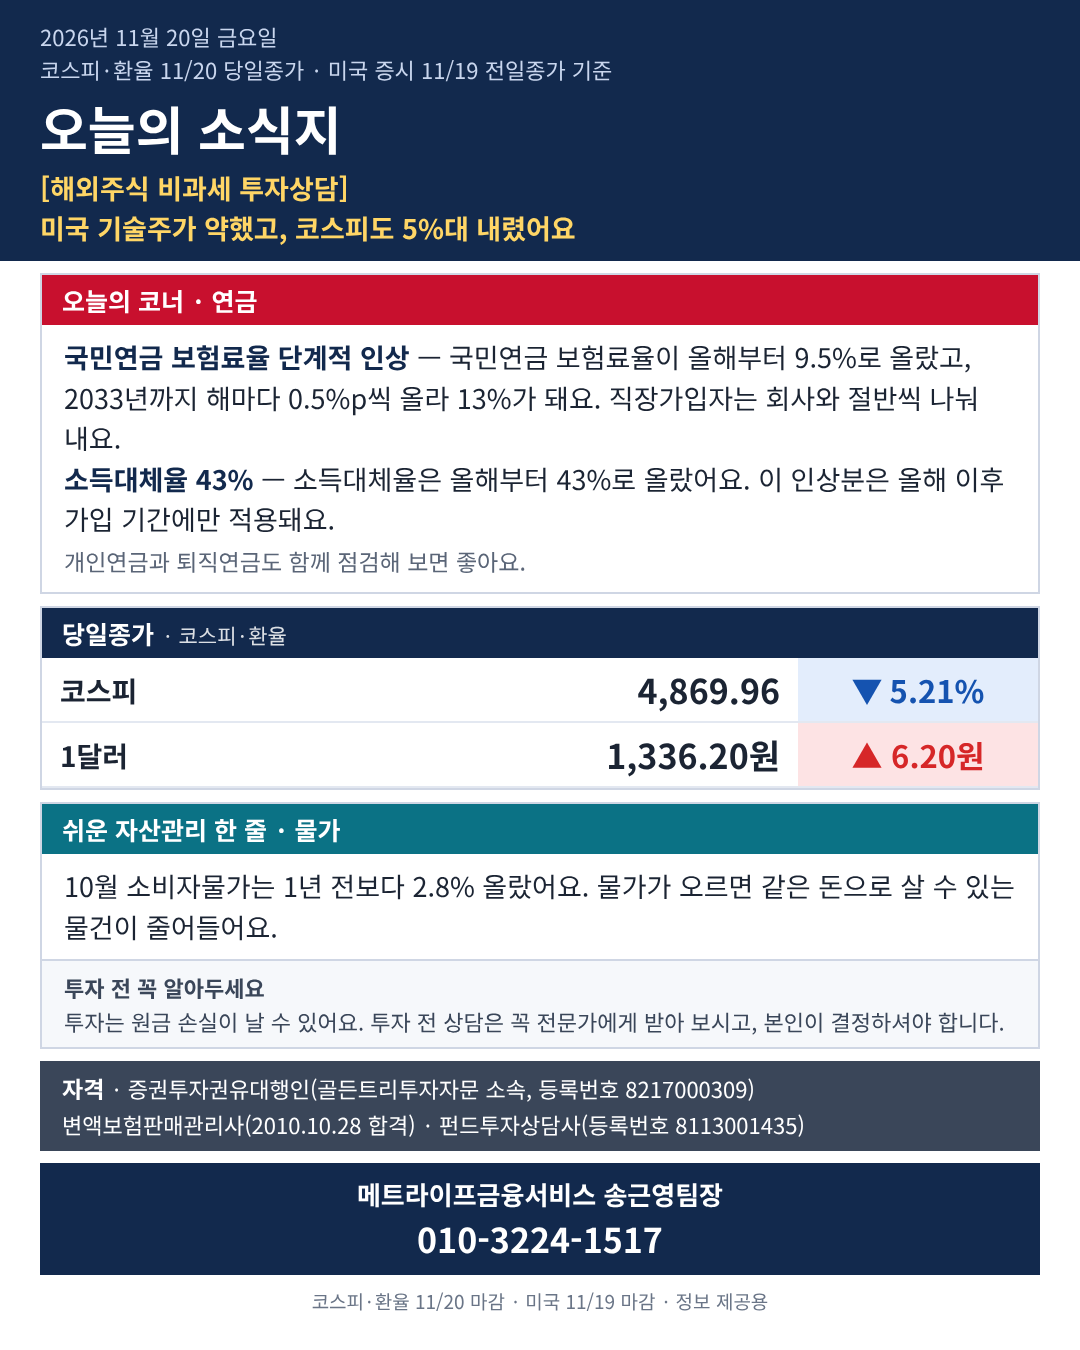 2026년 11월 20일 금요일
코스피·환율 11/20 당일종가 · 미국 증시 11/19 전일종가 기준
오늘의 소식지
[해외주식 비과세 투자상담]
미국 기술주가 약했고, 코스피도 5%대 내렸어요
오늘의 코너 · 연금
국민연금 보험료율 단계적 인상 — 국민연금 보험료율이 올해부터 9.5%로 올랐고,
2033년까지 해마다 0.5%p씩 올라 13%가 돼요. 직장가입자는 회사와 절반씩 나눠
내요.
소득대체율 43% — 소득대체율은 올해부터 43%로 올랐어요. 이 인상분은 올해 이후
가입 기간에만 적용돼요.
개인연금과 퇴직연금도 함께 점검해 보면 좋아요.
당일종가 · 코스피·환율
코스피 4,869.96 ▼ 5.21%
1달러 1,336.20원 ▲ 6.20원
쉬운 자산관리 한 줄 · 물가
10월 소비자물가는 1년 전보다 2.8% 올랐어요. 물가가 오르면 같은 돈으로 살 수 있는
물건이 줄어들어요.
투자 전 꼭 알아두세요
투자는 원금 손실이 날 수 있어요. 투자 전 상담은 꼭 전문가에게 받아 보시고, 본인이 결정하셔야 합니다.
자격 · 증권투자권유대행인(골든트리투자자문 소속, 등록번호 8217000309)
변액보험판매관리사(2010.10.28 합격) · 펀드투자상담사(등록번호 8113001435)
메트라이프금융서비스 송근영팀장
010-3224-1517
코스피·환율 11/20 마감 · 미국 11/19 마감 · 정보 제공용